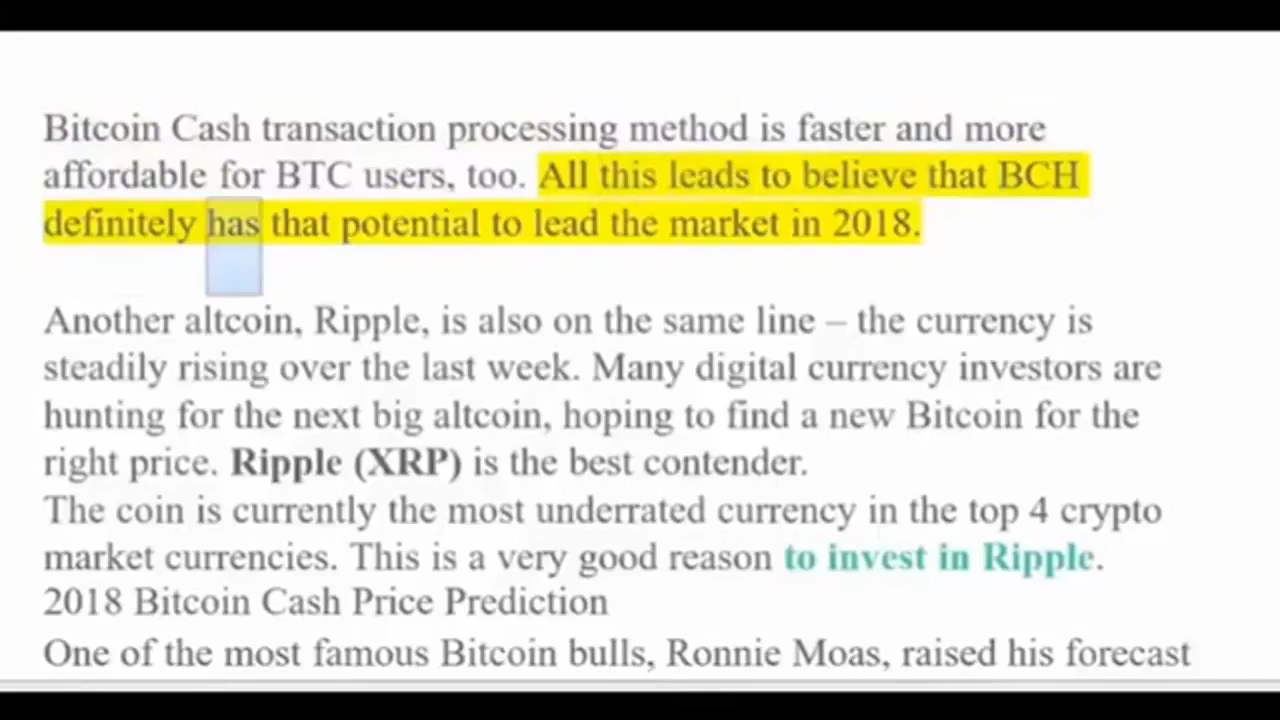 Bitcoin Cash transaction processing method is faster and more
affordable for BTC users, too. All this leads to believe that BCH
definitely has that potential to lead the market in 2018.
Another altcoin, Ripple, is also on the same line – the currency is
steadily rising over the last week. Many digital currency investors are
hunting for the next big altcoin, hoping to find a new Bitcoin for the
right price. Ripple (XRP) is the best contender.
The coin is currently the most underrated currency in the top 4 crypto
market currencies. This is a very good reason to invest in Ripple.
2018 Bitcoin Cash Price Prediction
One of the most famous Bitcoin bulls, Ronnie Moas, raised his forecast